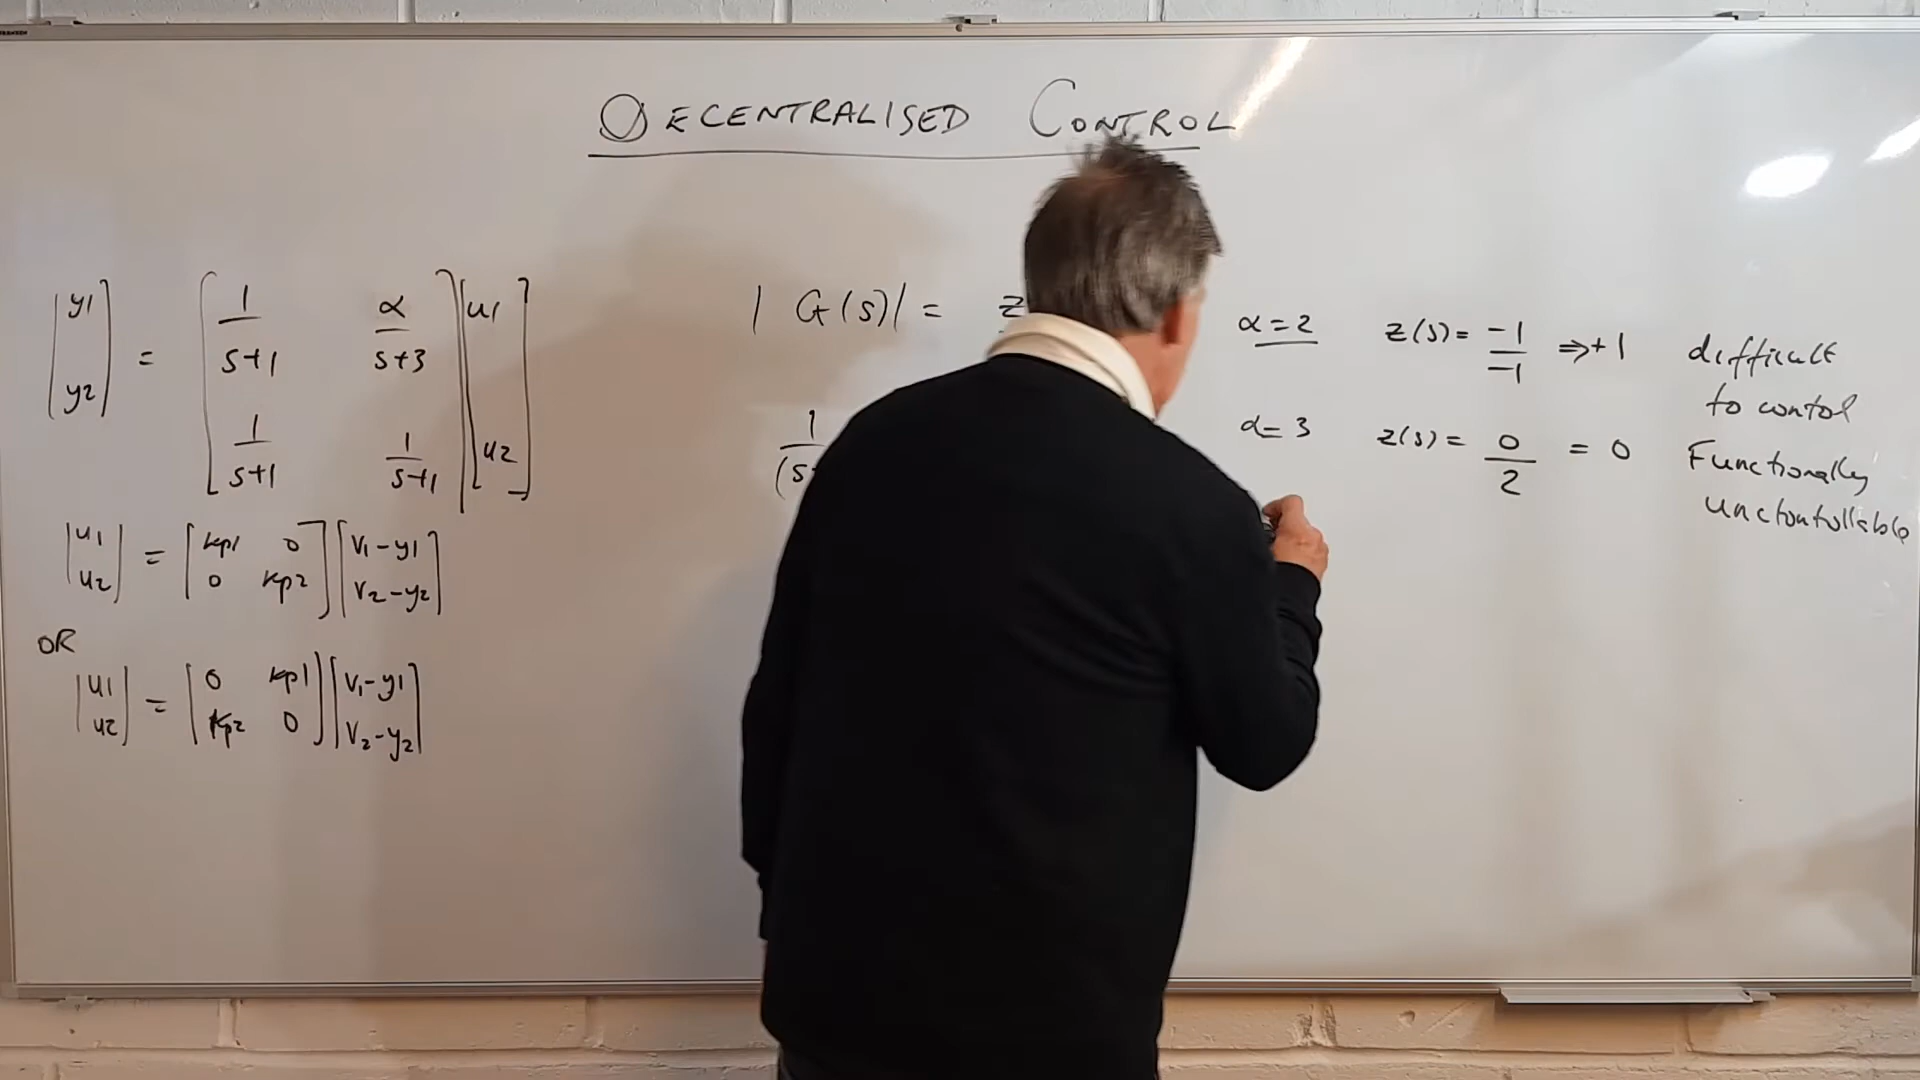 DECENTRALISED CONTROL
[y1 y2] = [1/(s+1) α/(s+3); 1/(s+1) 1/(s+1)] [u1 u2]
[u1 u2] = [kp1 0; 0 kp2] [v1-y1 v2-y2]
OR
[u1 u2] = [0 kp1; kp2 0] [v1-y1 v2-y2]
|G(s)| = z
1/(s+
α=2 z(s)= -1/-1 ⇒+1 difficult
to control
α=3 z(s)= 0/2 = 0 Functionally